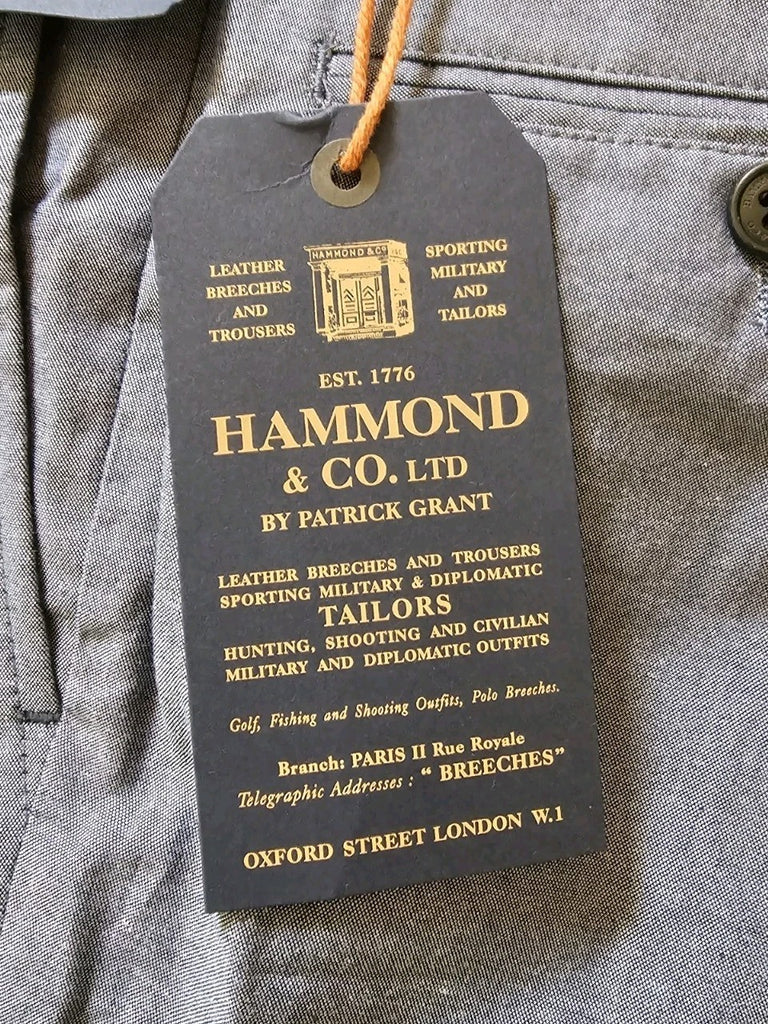 LEATHER
BREECHES
AND
TROUSERS
HAMMOND & CO
SPORTING
MILITARY
AND
TAILORS
EST. 1776
HAMMOND
& CO. LTD
BY PATRICK GRANT
LEATHER BREECHES AND TROUSERS
SPORTING MILITARY & DIPLOMATIC
TAILORS
HUNTING, SHOOTING AND CIVILIAN
MILITARY AND DIPLOMATIC OUTFITS
Golf, Fishing and Shooting Outfits, Polo Breeches.
Branch: PARIS II Rue Royale
Telegraphic Addresses : “ BREECHES”
OXFORD STREET LONDON W.1